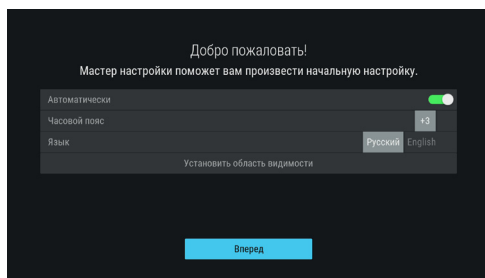 Добро пожаловать!
Мастер настройки поможет вам произвести начальную настройку.
Автоматически
Часовой пояс +3
Язык Русский English
Установить область видимости
Вперед